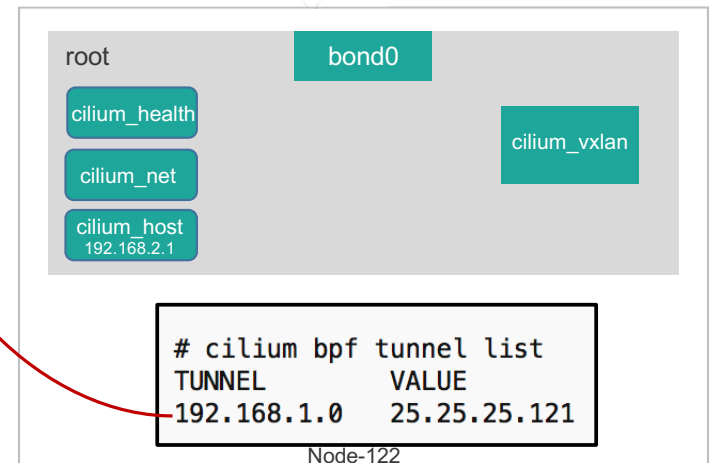 root
bond0
cilium_health
cilium_vxlan
cilium_net
cilium_host
192.168.2.1
# cilium bpf tunnel list
TUNNEL VALUE
192.168.1.0 25.25.25.121
Node-122